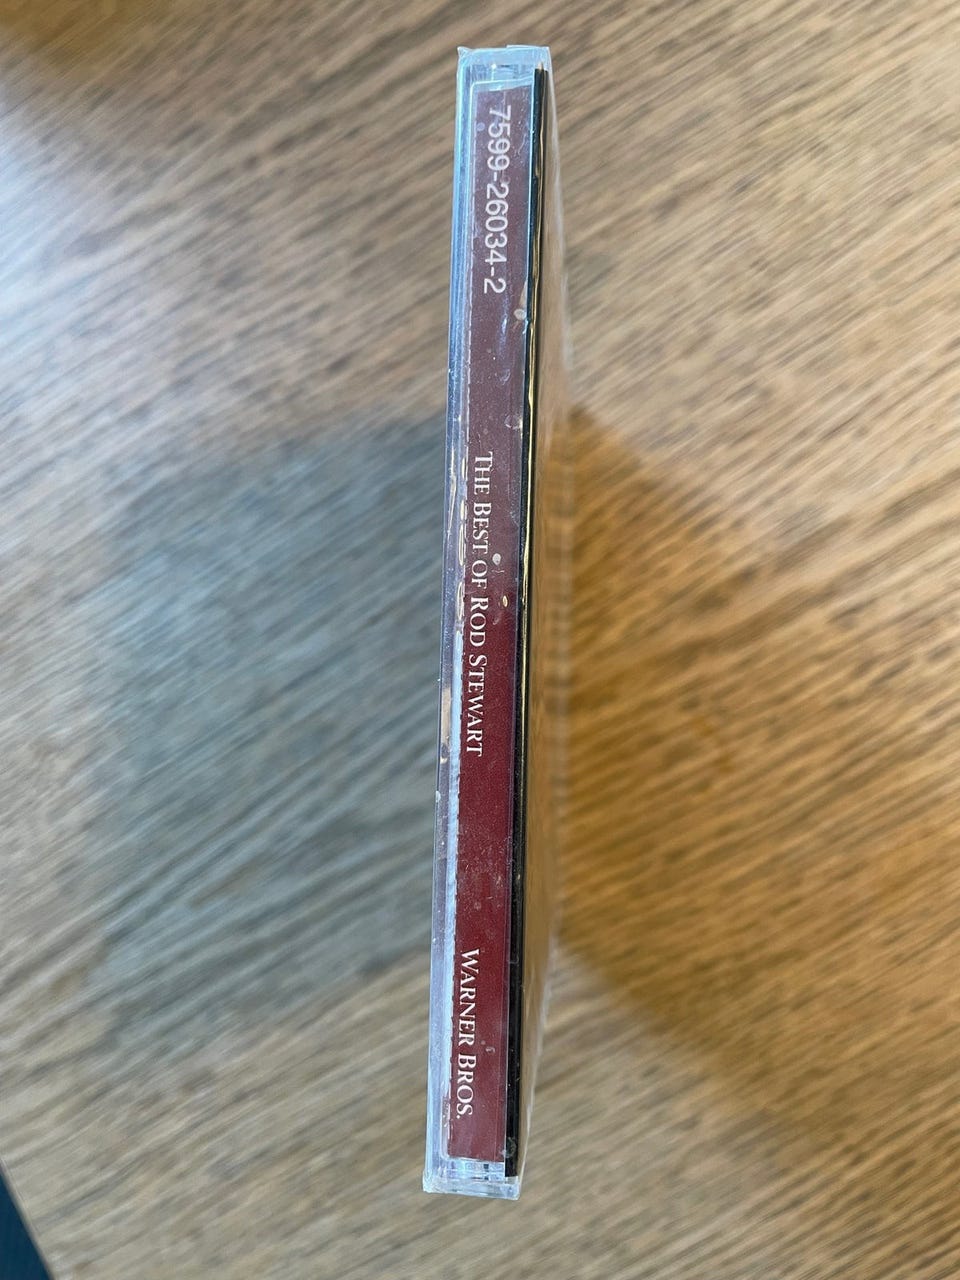 7599-26034-2
THE BEST OF ROD STEWART
WARNER BROS.